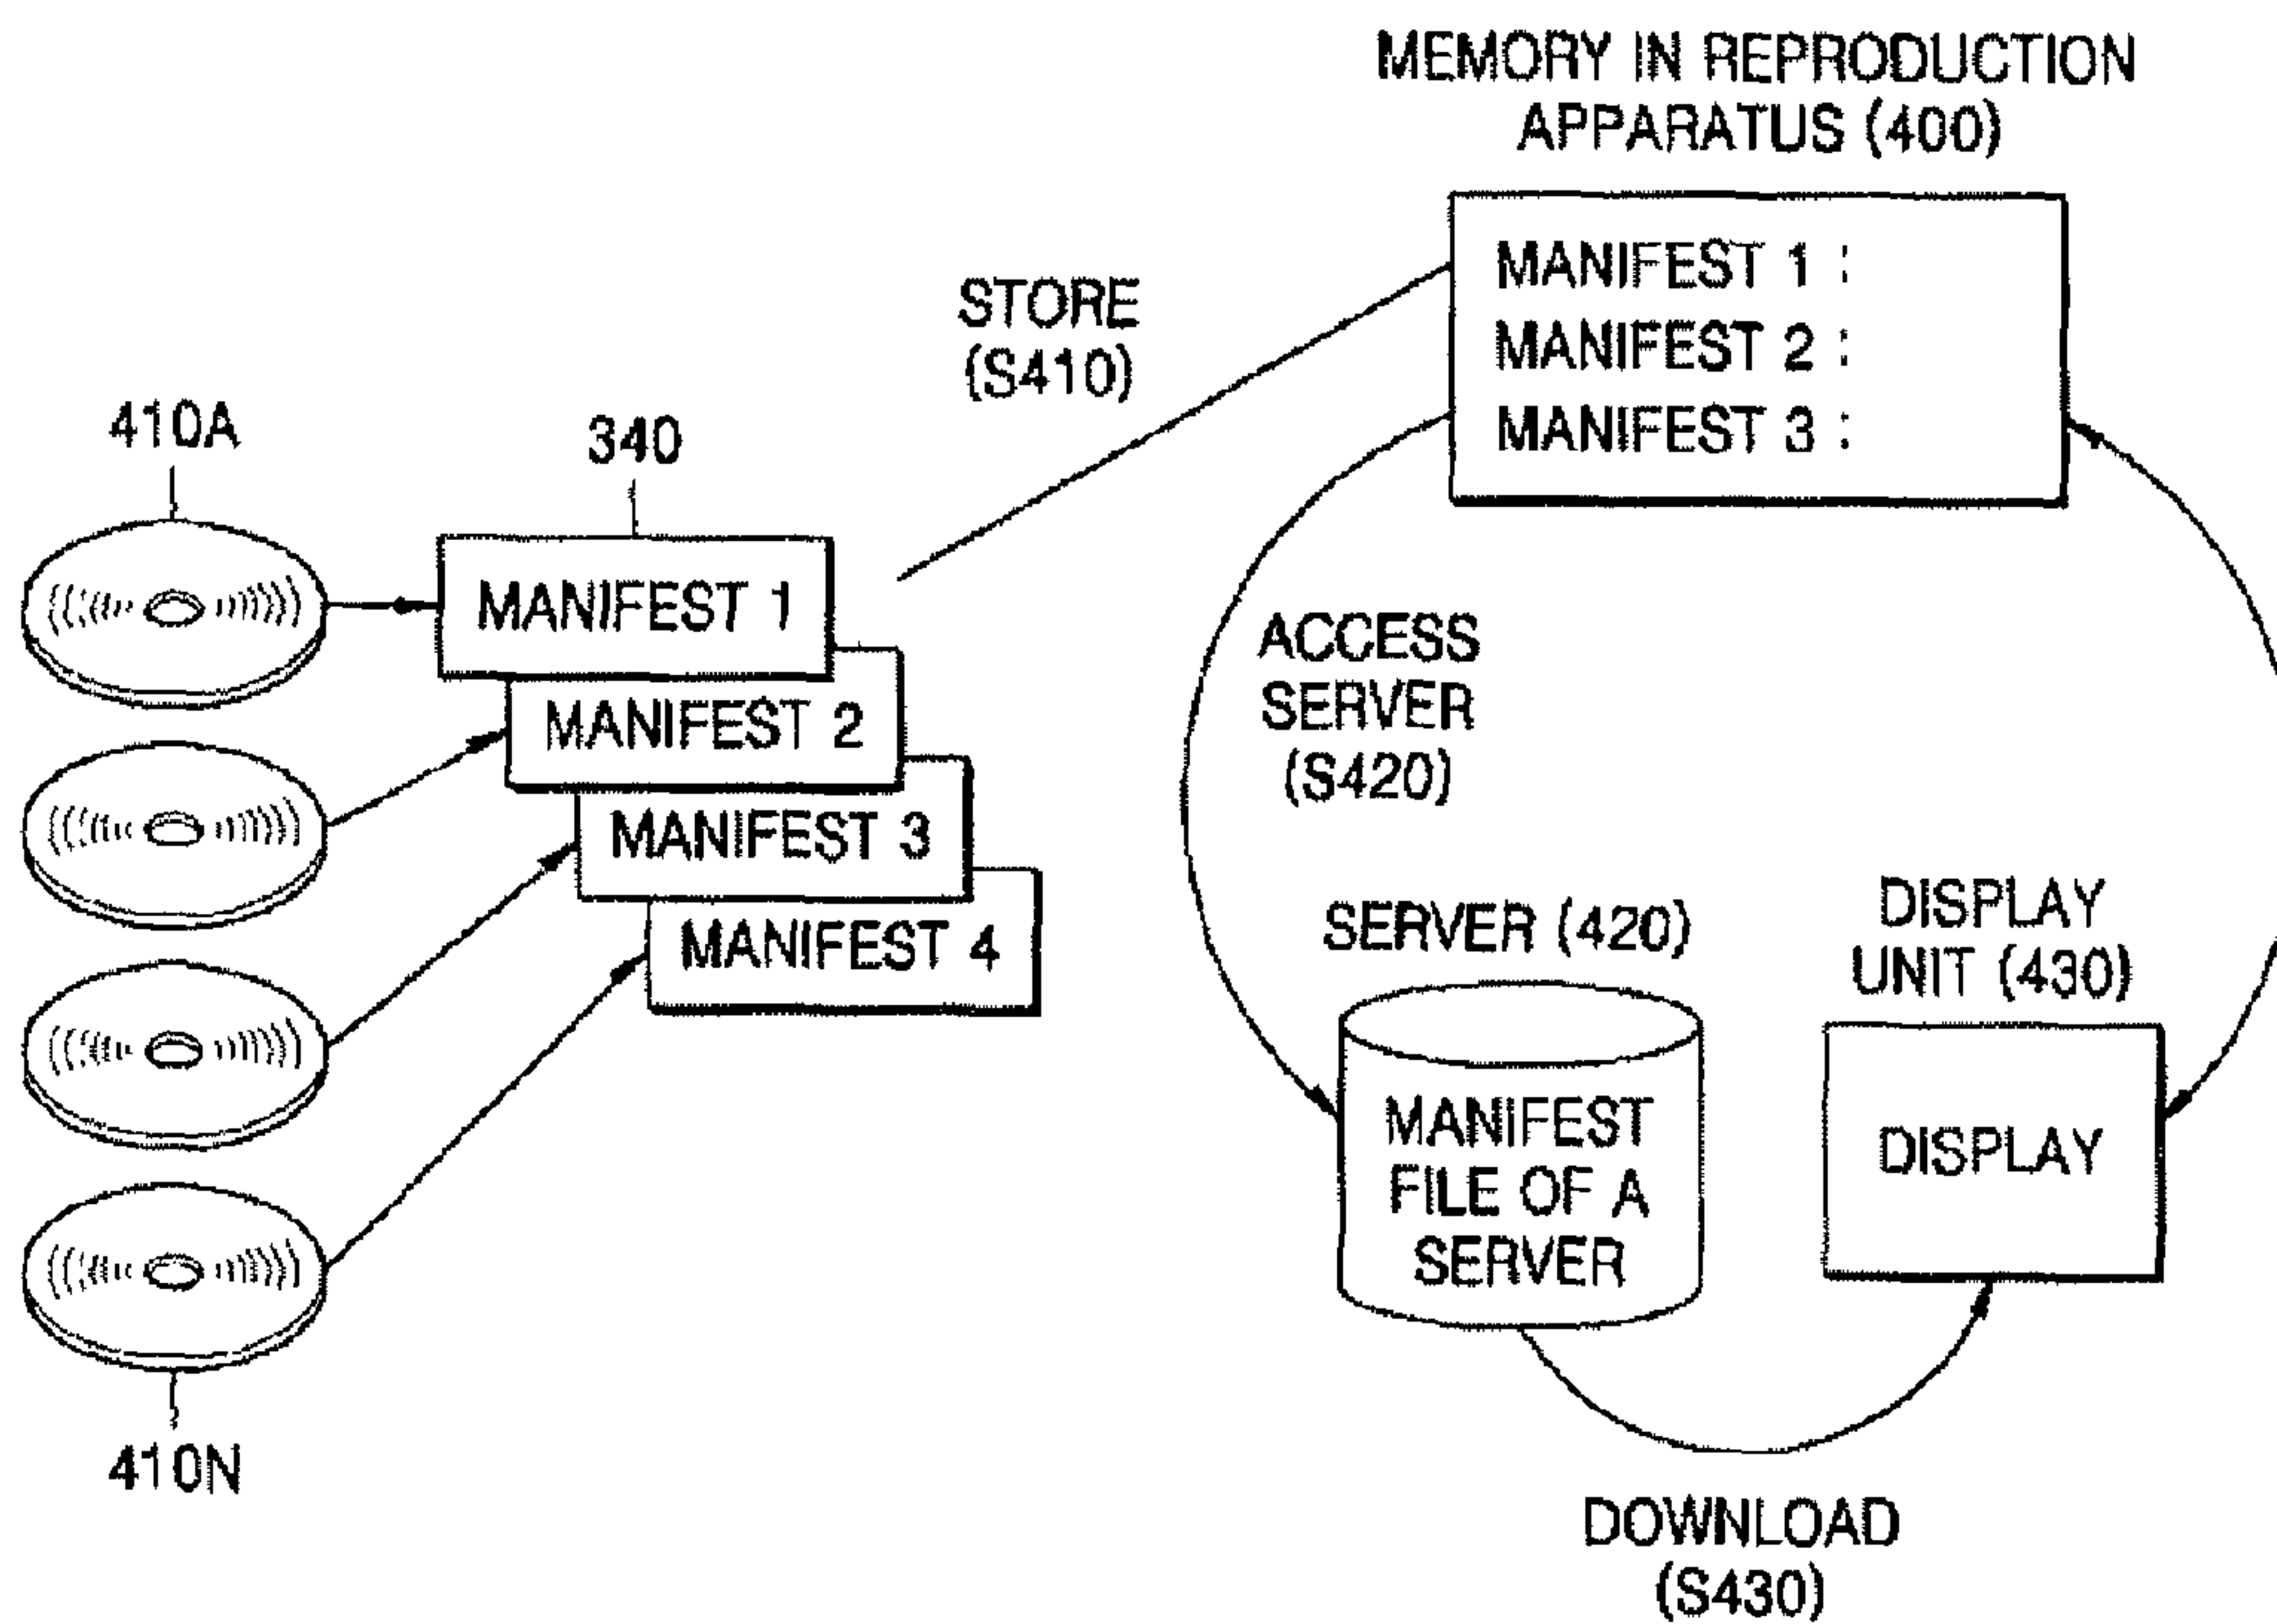 MEMORY IN REPRODUCTION
APPARATUS (400)
MANIFEST 1 :
MANIFEST 2 :
MANIFEST 3 :
STORE
(S410)
410A
340
MANIFEST 1
MANIFEST 2
MANIFEST 3
MANIFEST 4
410N
ACCESS
SERVER
(S420)
SERVER (420)
MANIFEST
FILE OF A
SERVER
DISPLAY
UNIT (430)
DISPLAY
DOWNLOAD
(S430)